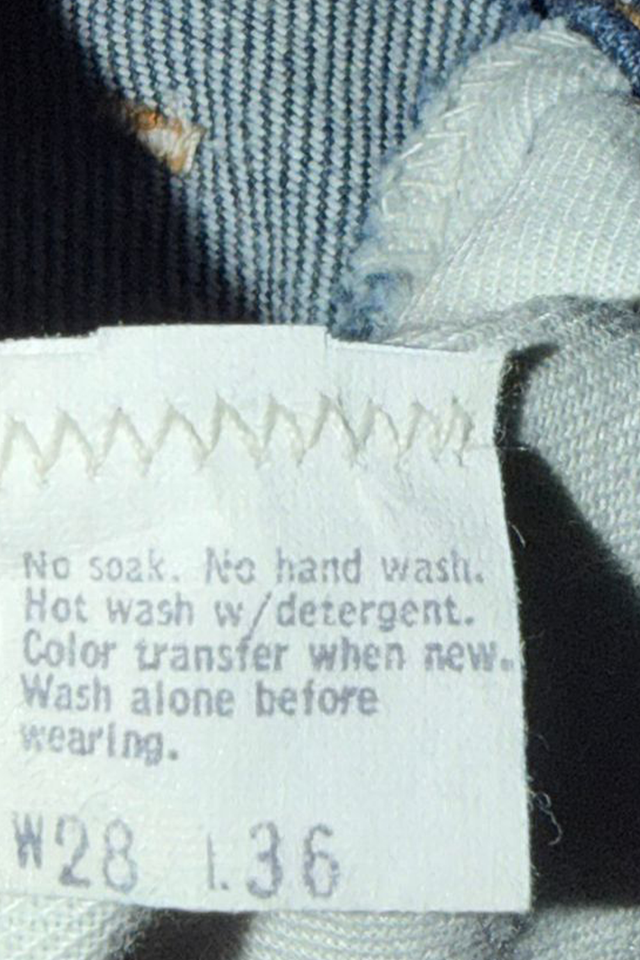 No soak. No hand wash.
Hot wash w/detergent.
Color transfer when new.
Wash alone before
wearing.
W28 L36